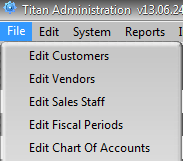 Titan Administration v13.06.24
File Edit System Reports
Edit Customers
Edit Vendors
Edit Sales Staff
Edit Fiscal Periods
Edit Chart Of Accounts